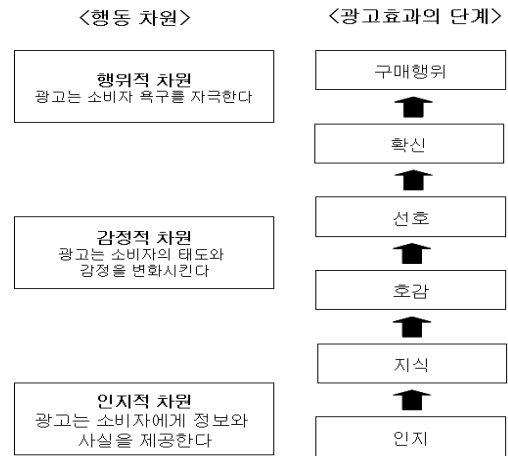 <행동 차원>
<광고효과의 단계>
행위적 차원
광고는 소비자 욕구를 자극한다
구매행위
확신
감정적 차원
광고는 소비자의 태도와
감정을 변화시킨다
선호
호감
지식
인지적 차원
광고는 소비자에게 정보와
사실을 제공한다
인지